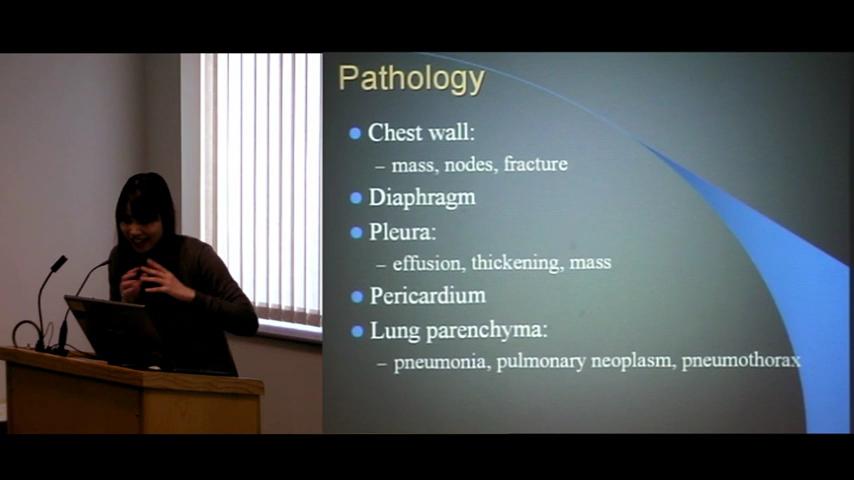 Pathology
Chest wall:
– mass, nodes, fracture
Diaphragm
Pleura:
– effusion, thickening, mass
Pericardium
Lung parenchyma:
– pneumonia, pulmonary neoplasm, pneumothorax